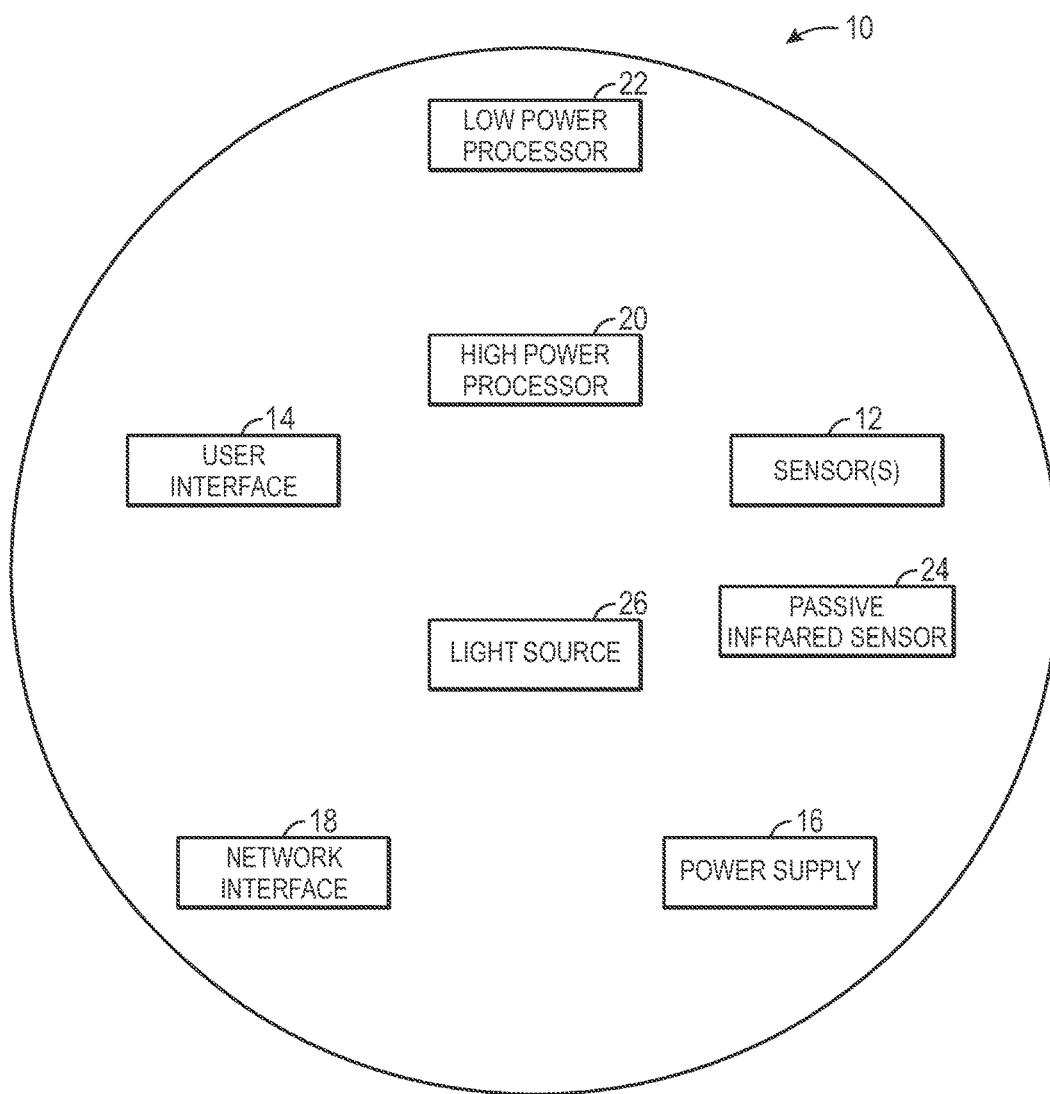 10
22
LOW POWER
PROCESSOR
20
HIGH POWER
PROCESSOR
14
USER
INTERFACE
12
SENSOR(S)
24
PASSIVE
INFRARED SENSOR
26
LIGHT SOURCE
18
NETWORK
INTERFACE
16
POWER SUPPLY